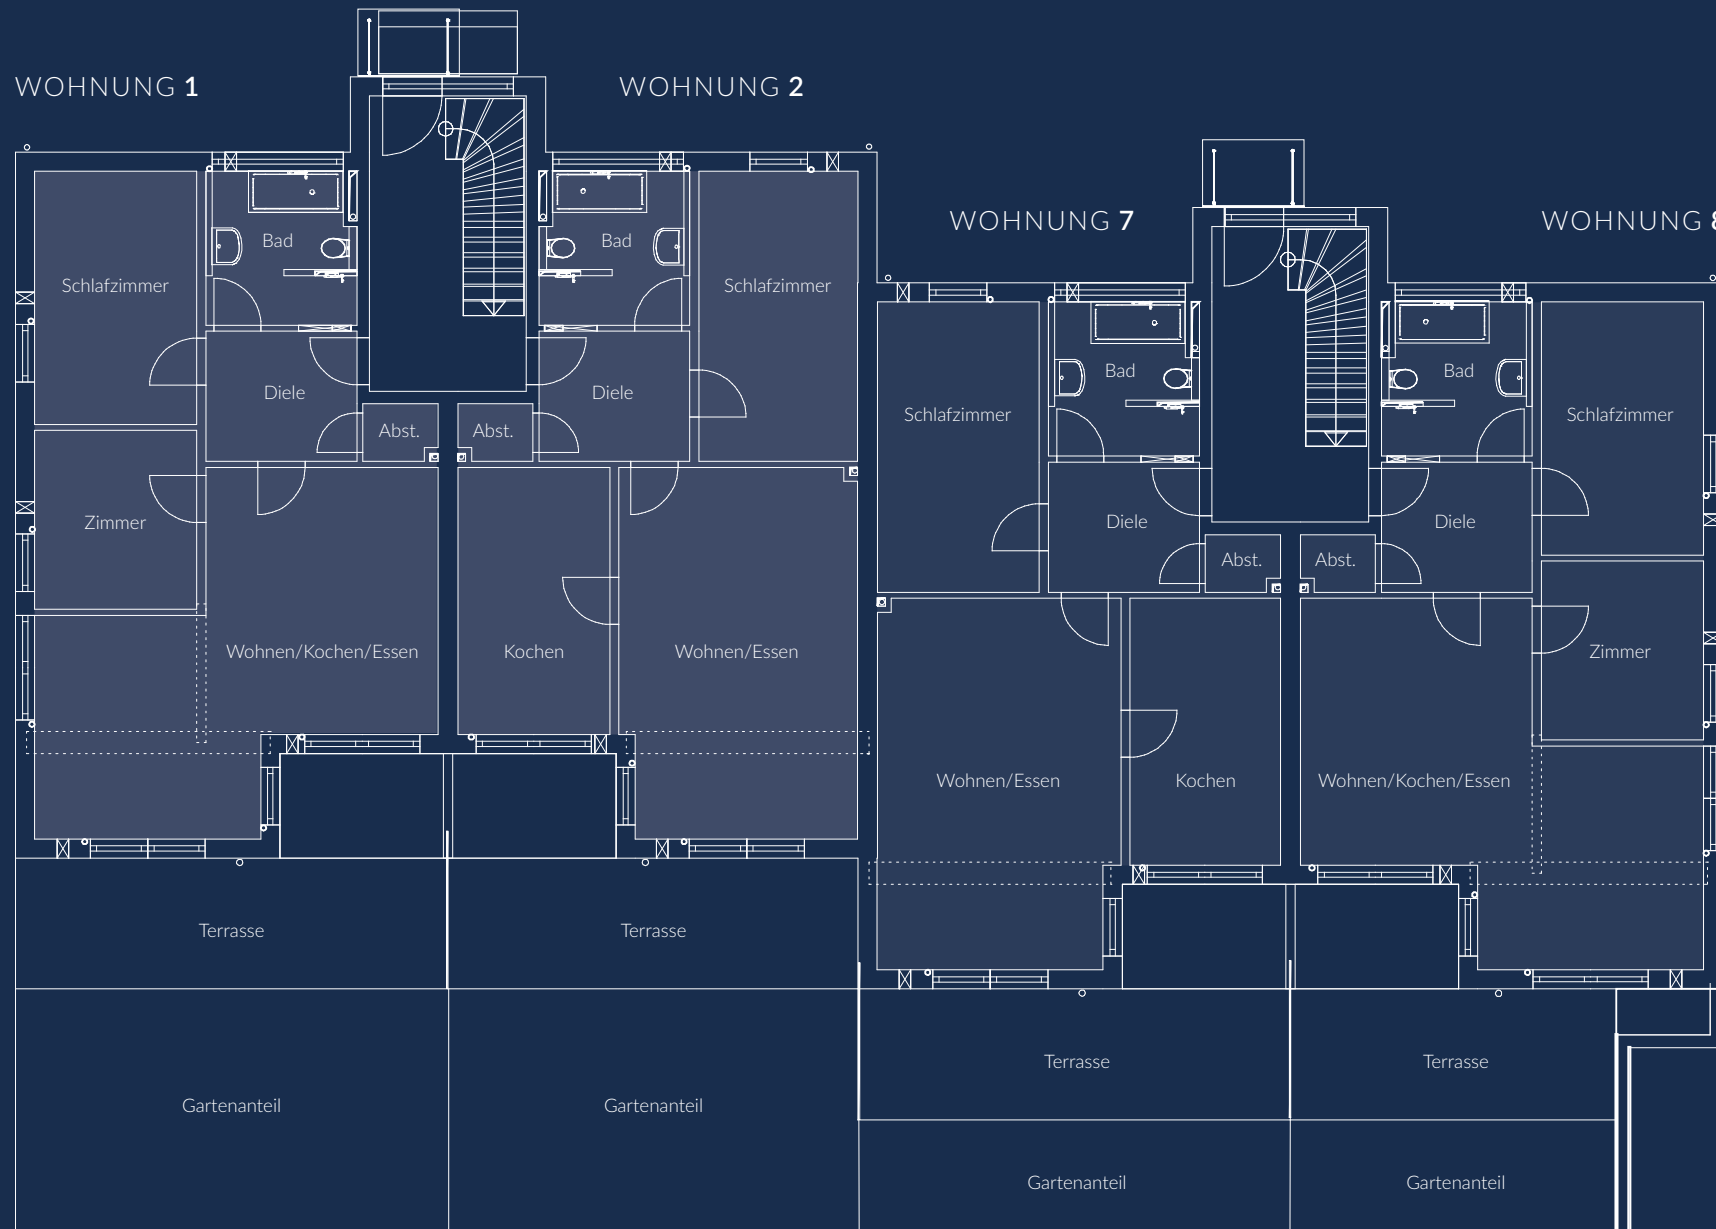 WOHNUNG 1
WOHNUNG 2
WOHNUNG 7
WOHNUNG 8
Bad
Bad
Schlafzimmer
Schlafzimmer
Diele
Diele
Abst.
Abst.
Zimmer
Wohnen/Kochen/Essen
Kochen
Wohnen/Essen
Terrasse
Terrasse
Gartenanteil
Gartenanteil
Bad
Bad
Schlafzimmer
Schlafzimmer
Diele
Diele
Abst.
Abst.
Zimmer
Wohnen/Essen
Kochen
Wohnen/Kochen/Essen
Terrasse
Terrasse
Gartenanteil
Gartenanteil